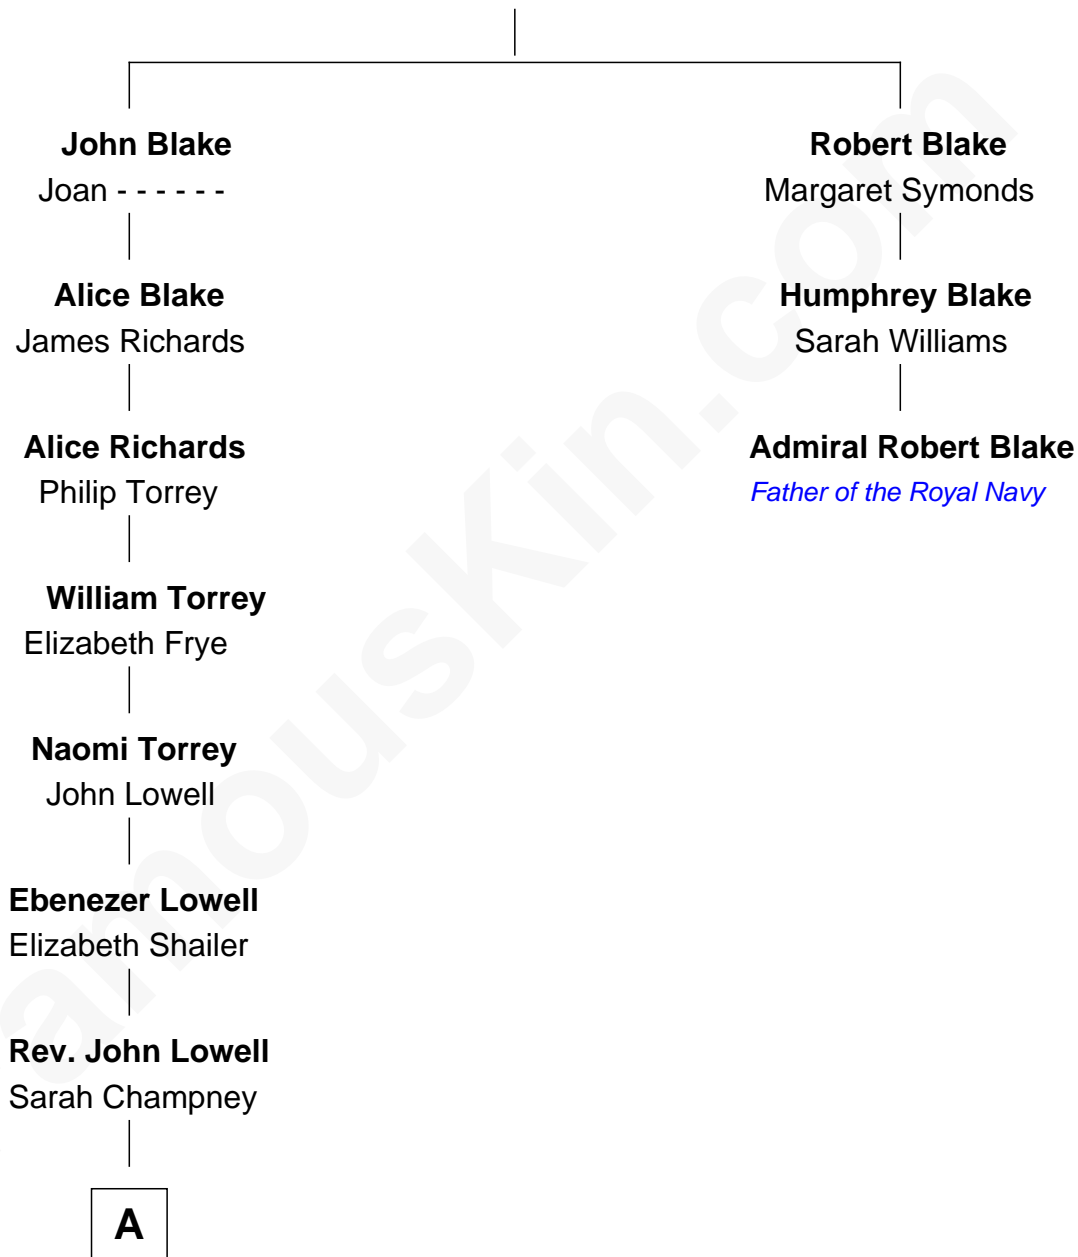 John Blake
Joan - - - - - -
Robert Blake
Margaret Symonds
Alice Blake
James Richards
Humphrey Blake
Sarah Williams
Alice Richards
Philip Torrey
Admiral Robert Blake
Father of the Royal Navy
William Torrey
Elizabeth Frye
Naomi Torrey
John Lowell
Ebenezer Lowell
Elizabeth Shailer
Rev. John Lowell
Sarah Champney
A
amouskin.com